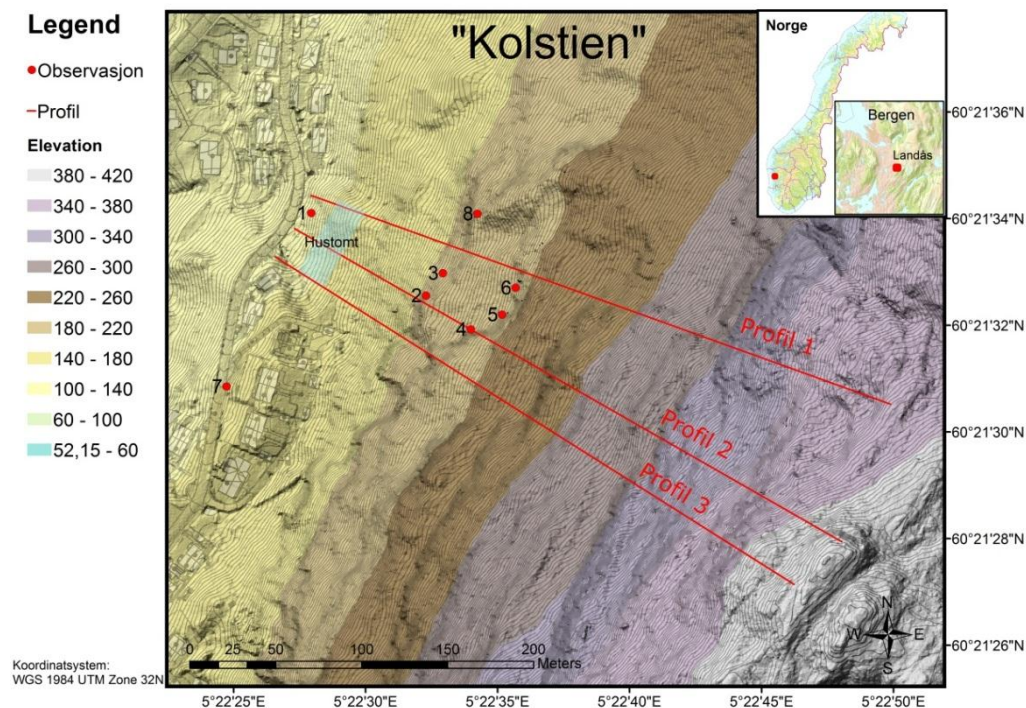 Legend
Observasjon
Profil
Elevation
380 - 420
340 - 380
300 - 340
260 - 300
220 - 260
180 - 220
140 - 180
100 - 140
60 - 100
52,15 - 60
Koordinatsystem:
WGS 1984 UTM Zone 32N
"Kolstien"
Norge
Bergen
Landås
1
Hustomt
8
3
2
6
5
4
7
Profil 1
Profil 2
Profil 3
N
W E
S
0 25 50 100 150 200
Meters
60°21'36"N
60°21'34"N
60°21'32"N
60°21'30"N
60°21'28"N
60°21'26"N
5°22'25"E 5°22'30"E 5°22'35"E 5°22'40"E 5°22'45"E 5°22'50"E